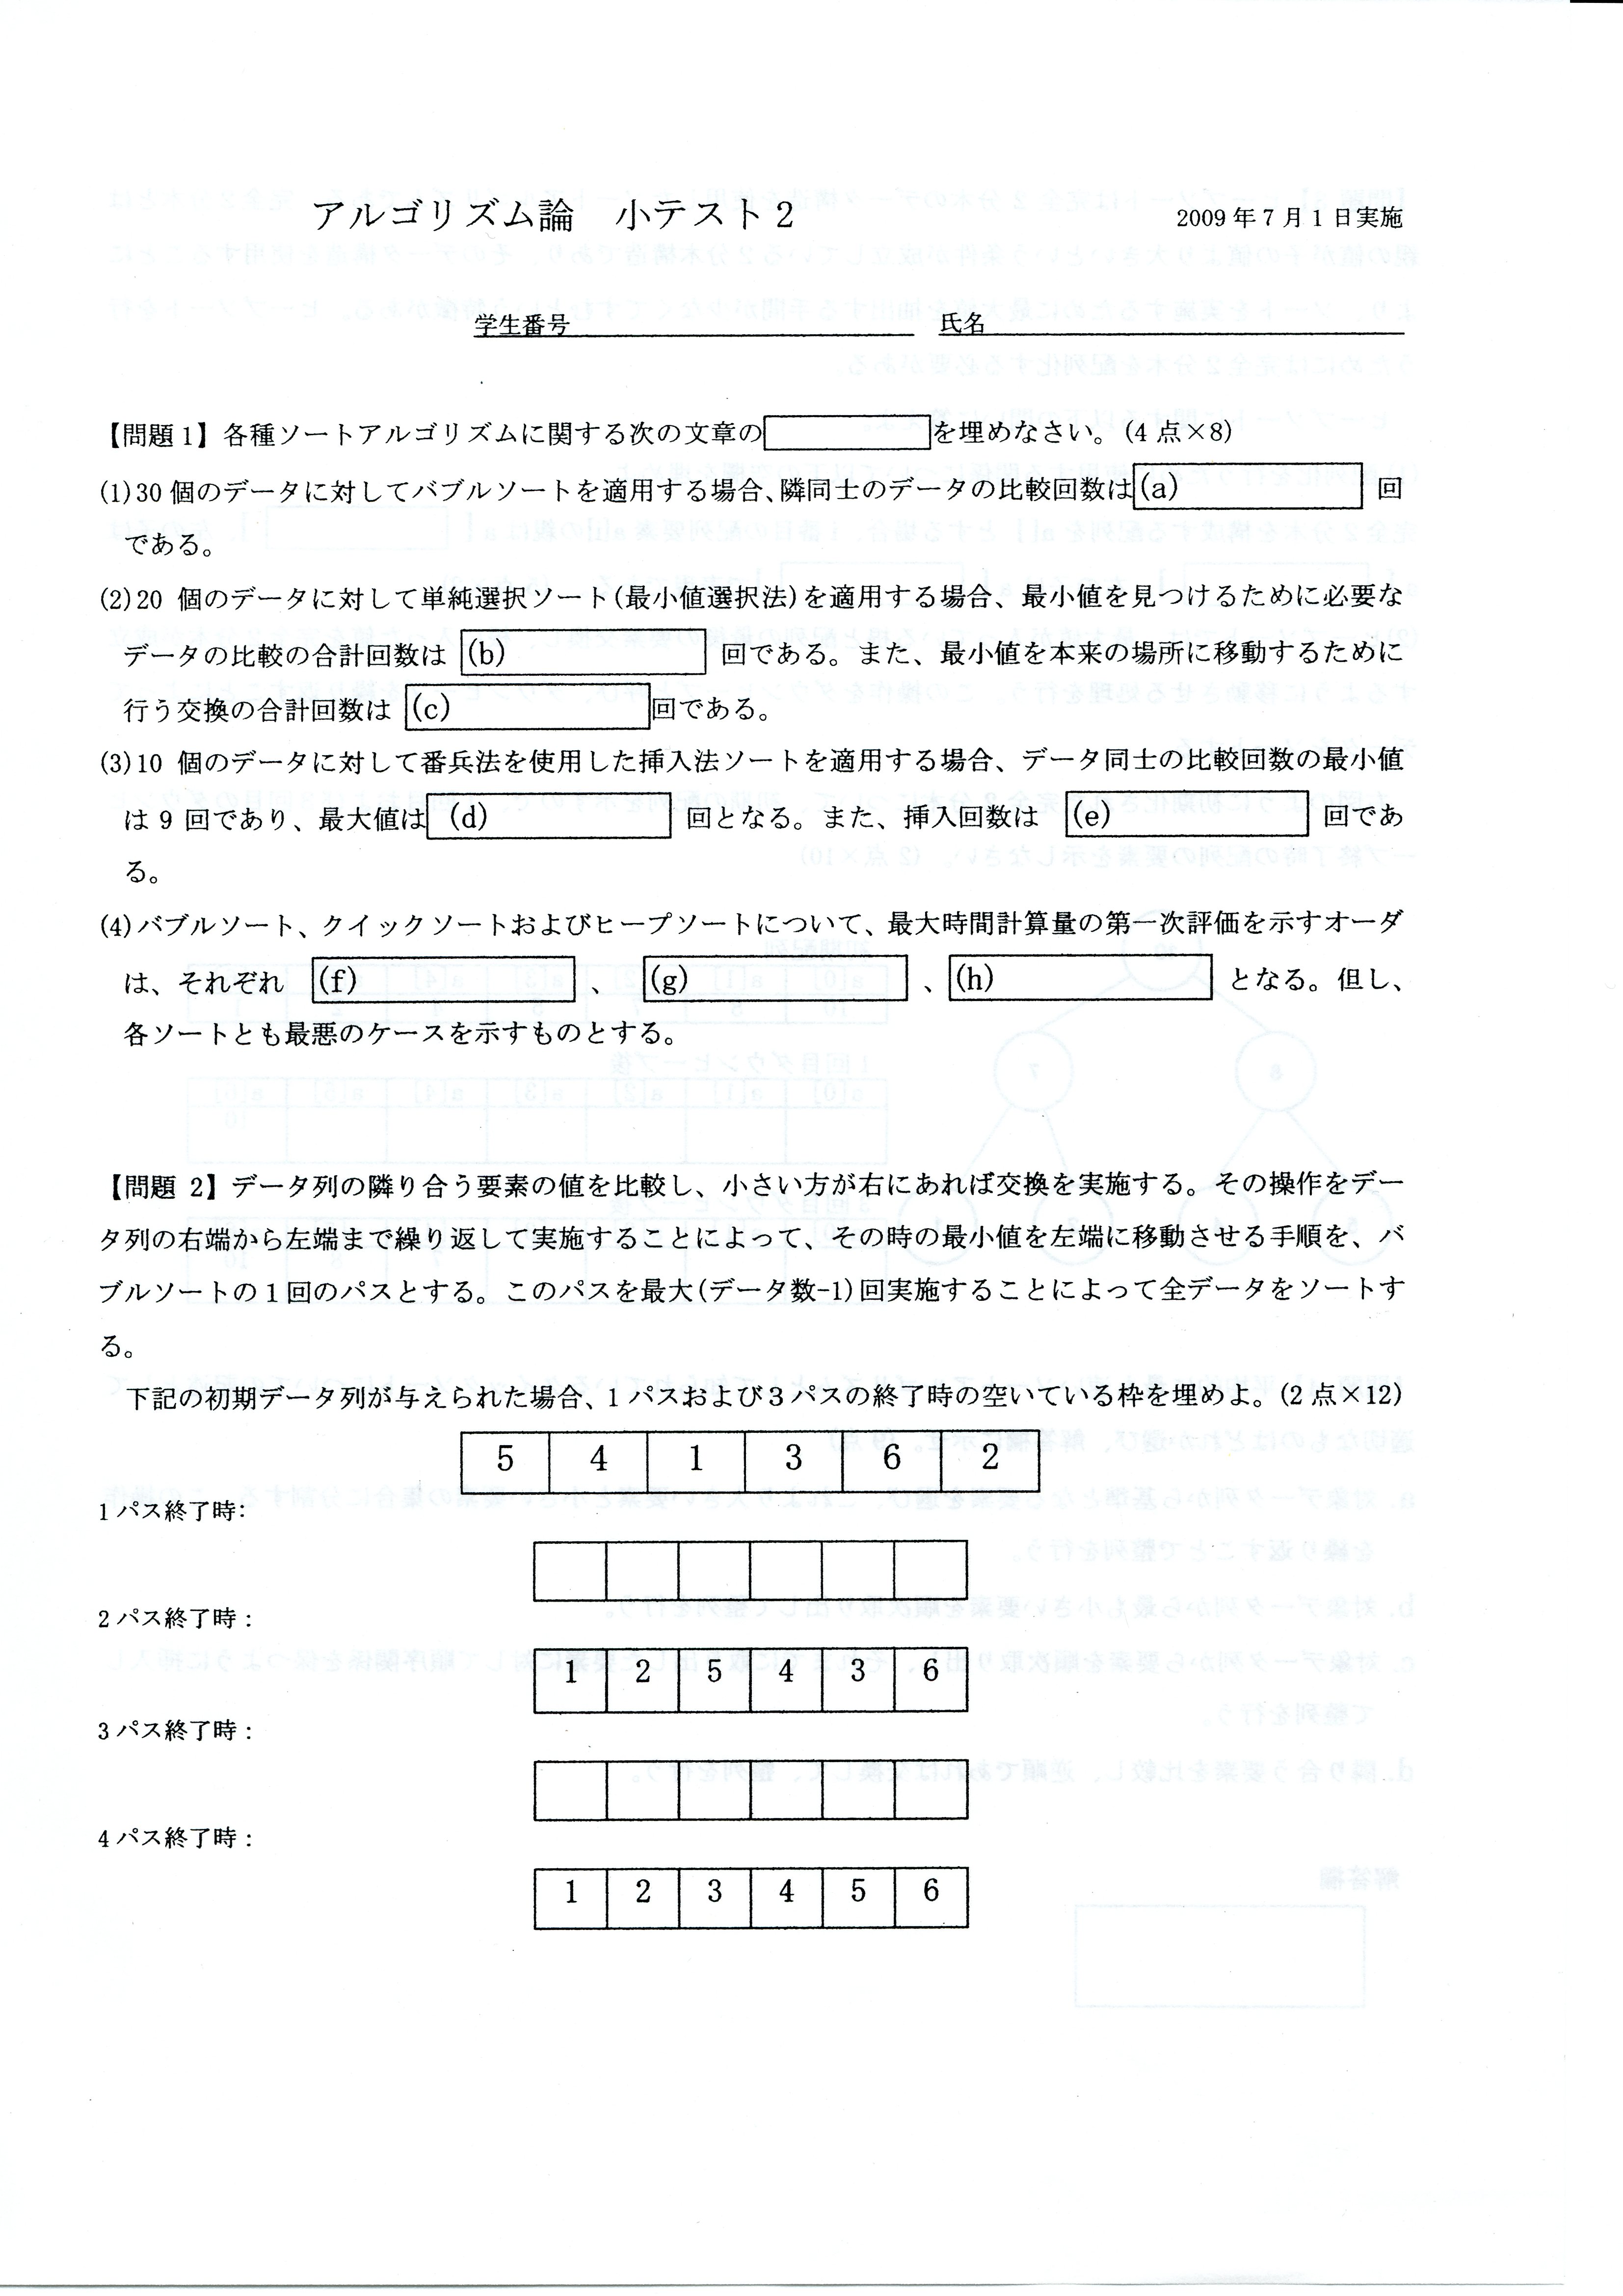 アルゴリズム論　小テスト2
2009年7月1日実施
学生番号
氏名
【問題1】各種ソートアルゴリズムに関する次の文章の　　　を埋めなさい。(4点×8)
(1)30個のデータに対してバブルソートを適用する場合、隣同士のデータの比較回数は(a)　回
である。
(2)20 個のデータに対して単純選択ソート(最小値選択法)を適用する場合、最小値を見つけるために必要な
データの比較の合計回数は (b)　回である。また、最小値を本来の場所に移動するために
行う交換の合計回数は (c)　回である。
(3)10 個のデータに対して番兵法を使用した挿入法ソートを適用する場合、データ同士の比較回数の最小値
は 9 回であり、最大値は (d)　回となる。また、挿入回数は (e)　回であ
る。
(4)バブルソート、クイックソートおよびヒープソートについて、最大時間計算量の第一次評価を示すオーダ
は、それぞれ (f)　、(g)　、(h)　となる。但し、
各ソートとも最悪のケースを示すものとする。
【問題 2】データ列の隣り合う要素の値を比較し、小さい方が右にあれば交換を実施する。その操作をデー
タ列の右端から左端まで繰り返して実施することによって、その時の最小値を左端に移動させる手順を、バ
ブルソートの1回のパスとする。このパスを最大(データ数-1)回実施することによって全データをソートす
る。
下記の初期データ列が与えられた場合、1パスおよび3パスの終了時の空いている枠を埋めよ。(2点×12)
5 4 1 3 6 2
1パス終了時:
2パス終了時:
1 2 5 4 3 6
3パス終了時:
4パス終了時:
1 2 3 4 5 6